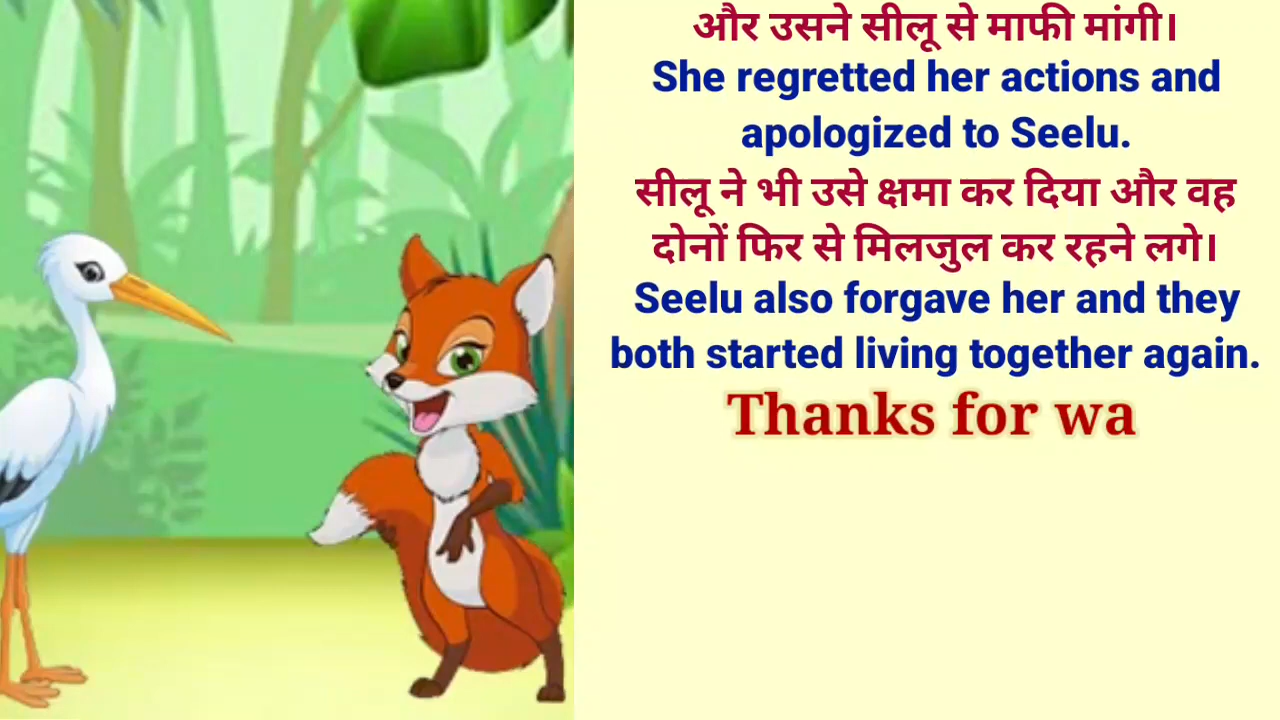 और उसने सीलू से माफी मांगी।
She regretted her actions and
apologized to Seelu.
सीलू ने भी उसे क्षमा कर दिया और वह
दोनों फिर से मिलजुल कर रहने लगे।
Seelu also forgave her and they
both started living together again.
Thanks for wa